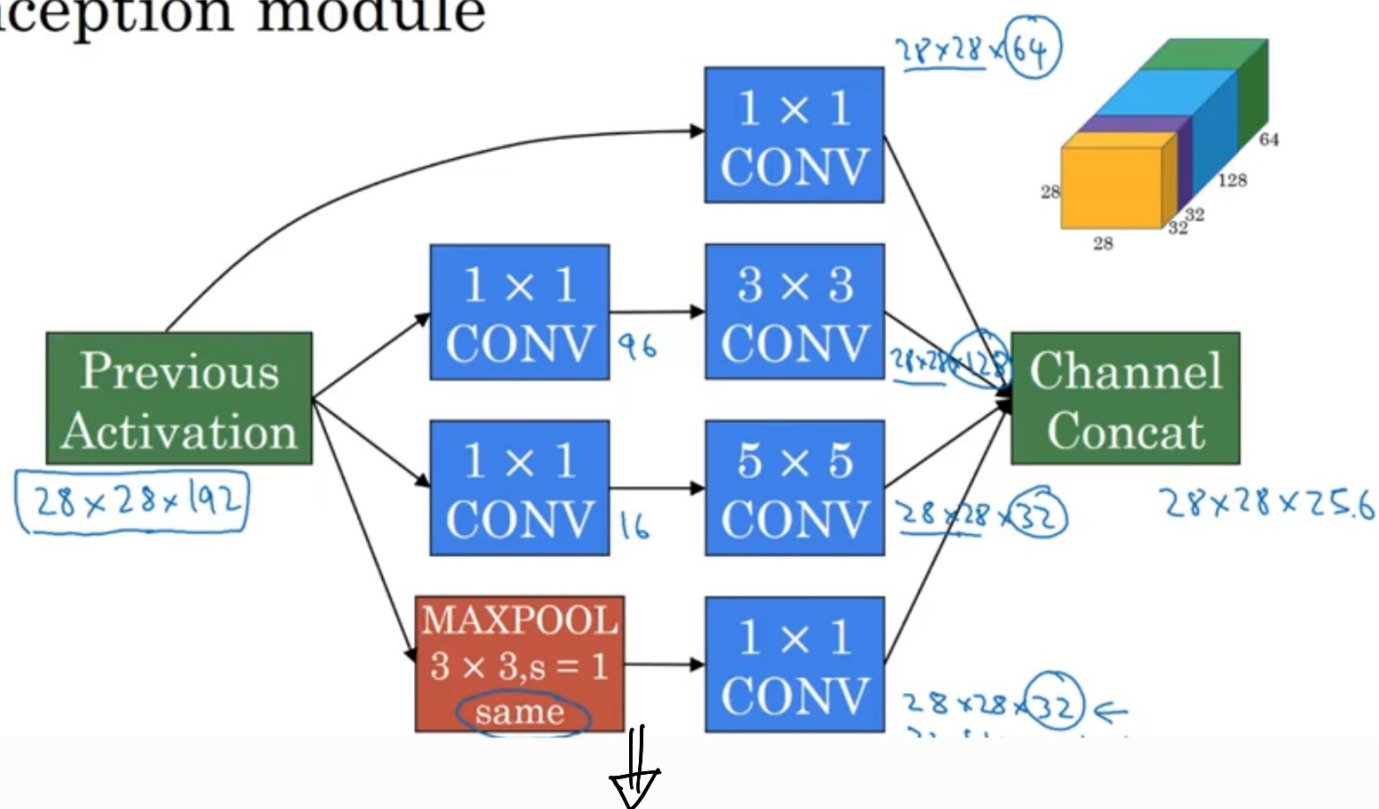 nception module
28×28×64
1 × 1
CONV
64
128
32
32
28
28
1 × 1
CONV
96
3 × 3
CONV
28×28×128
Previous
Activation
28×28×192
Channel
Concat
28×28×25.6
1 × 1
CONV
16
5 × 5
CONV
28×28×32
MAXPOOL
3 × 3,s = 1
same
1 × 1
CONV
28×28×32 ←